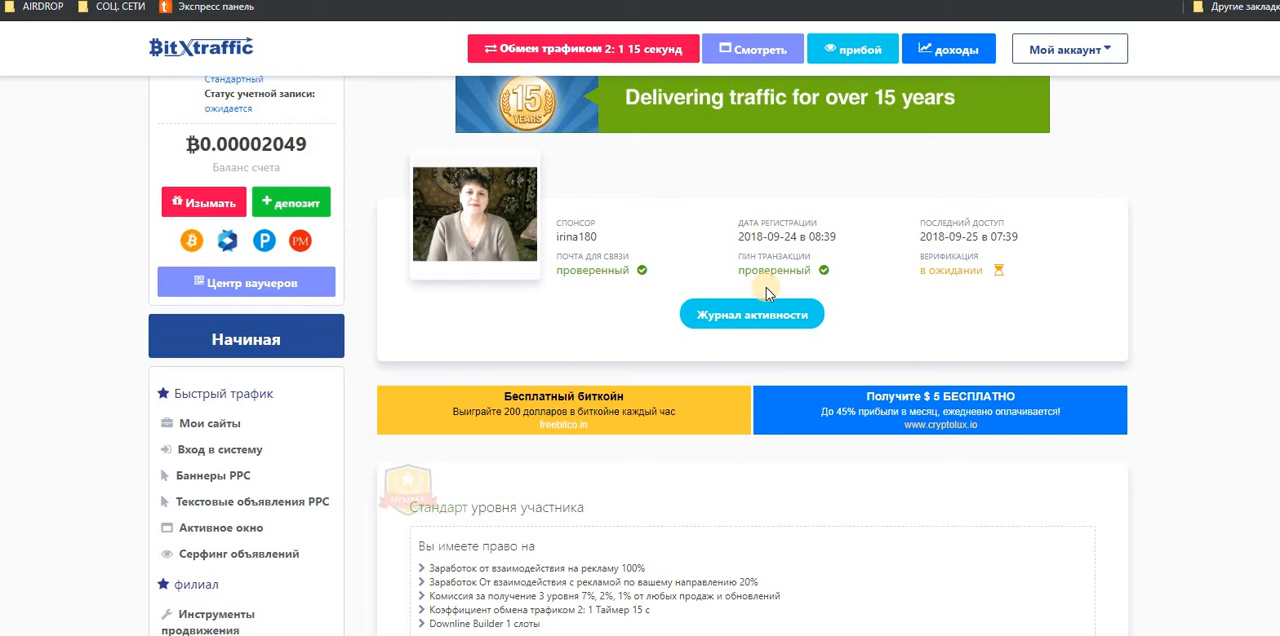 AIRDROP СОЦ. СЕТИ Экспресс панель Другие закладк
BitXtraffic
Обмен трафиком 2: 1 15 секунд Смотреть прибой доходы Мой аккаунт
Стандартный
Статус учетной записи:
ожидается
₿0.00002049
Баланс счета
Изымать депозит
P PM
Центр ваучеров
Начиная
Быстрый трафик
Мои сайты
Вход в систему
Баннеры PPC
Текстовые объявления PPC
Активное окно
Серфинг объявлений
филиал
Инструменты
продвижения
15
YEARS
Delivering traffic for over 15 years
СПОНСОР ДАТА РЕГИСТРАЦИИ ПОСЛЕДНИЙ ДОСТУП
irina180 2018-09-24 в 08:39 2018-09-25 в 07:39
ПОЧТА ДЛЯ СВЯЗИ ПИН ТРАНЗАКЦИИ ВЕРИФИКАЦИЯ
проверенный проверенный в ожидании
Журнал активности
Бесплатный биткойн
Выиграйте 200 долларов в биткойне каждый час
freebitco.in
Получите $ 5 БЕСПЛАТНО
До 45% прибыли в месяц, ежедневно оплачивается!
www.cryptolux.io
MEMBER
Стандарт уровня участника
Вы имеете право на
Заработок от взаимодействия на рекламу 100%
Заработок От взаимодействия с рекламой по вашему направлению 20%
Комиссия за получение 3 уровня 7%, 2%, 1% от любых продаж и обновлений
Коэффициент обмена трафиком 2: 1 Таймер 15 с
Downline Builder 1 слоты